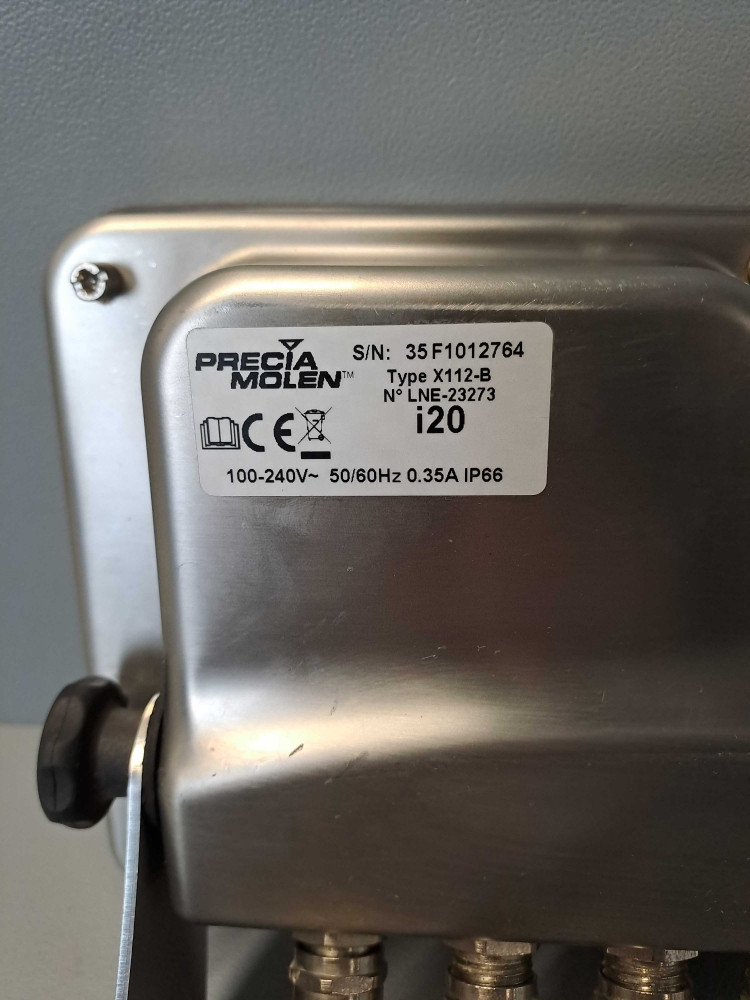 PRECIA
MOLEN™
S/N: 35F1012764
Type X112-B
N° LNE-23273
i20
CE
100-240V~ 50/60Hz 0.35A IP66